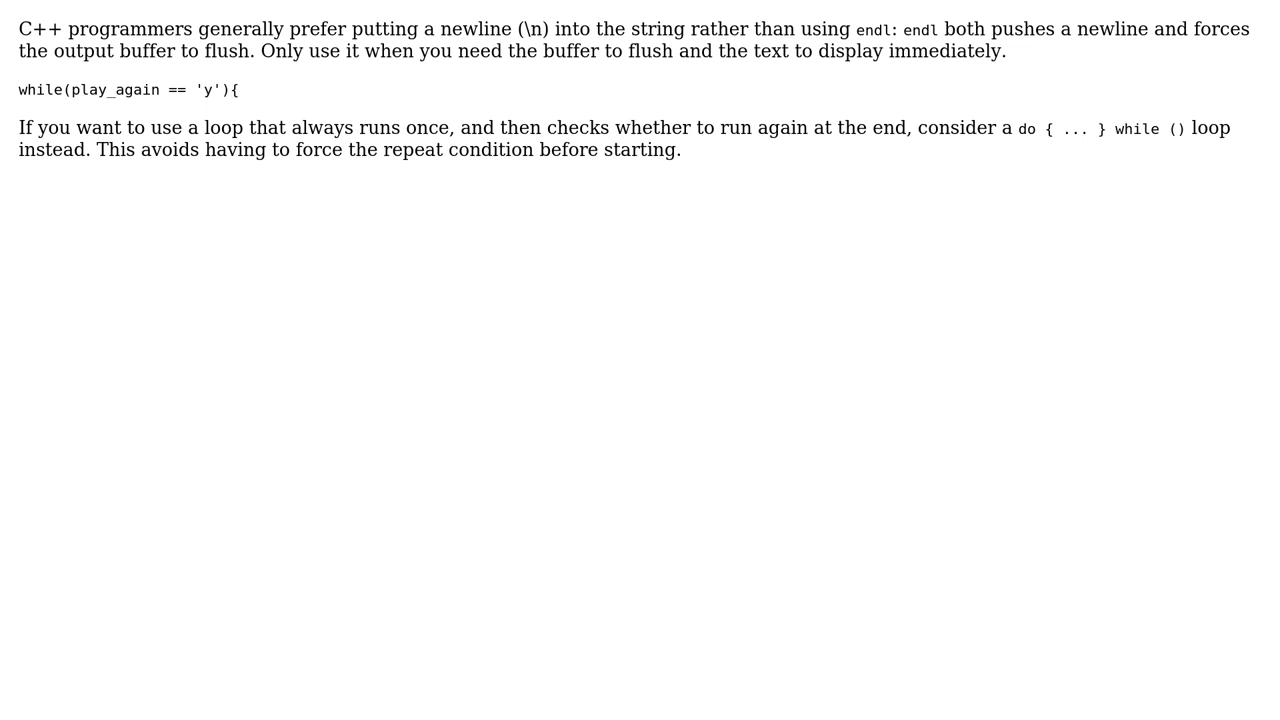 C++ programmers generally prefer putting a newline (\n) into the string rather than using endl: endl both pushes a newline and forces
the output buffer to flush. Only use it when you need the buffer to flush and the text to display immediately.
while(play_again == 'y'){
If you want to use a loop that always runs once, and then checks whether to run again at the end, consider a do { ... } while () loop
instead. This avoids having to force the repeat condition before starting.